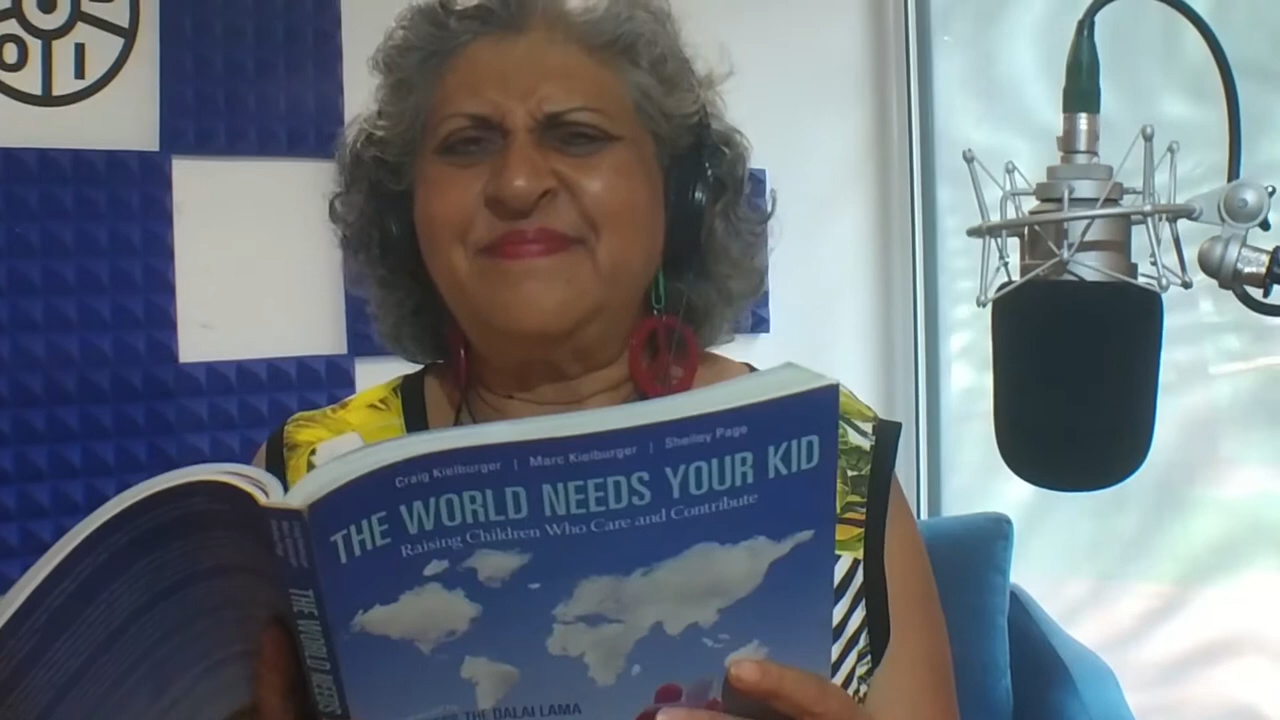 Craig Kielburger | Marc Kielburger | Shelley Page
THE WORLD NEEDS YOUR KID
Raising Children Who Care and Contribute
THE DALAI LAMA
THE WORLD NEEDS